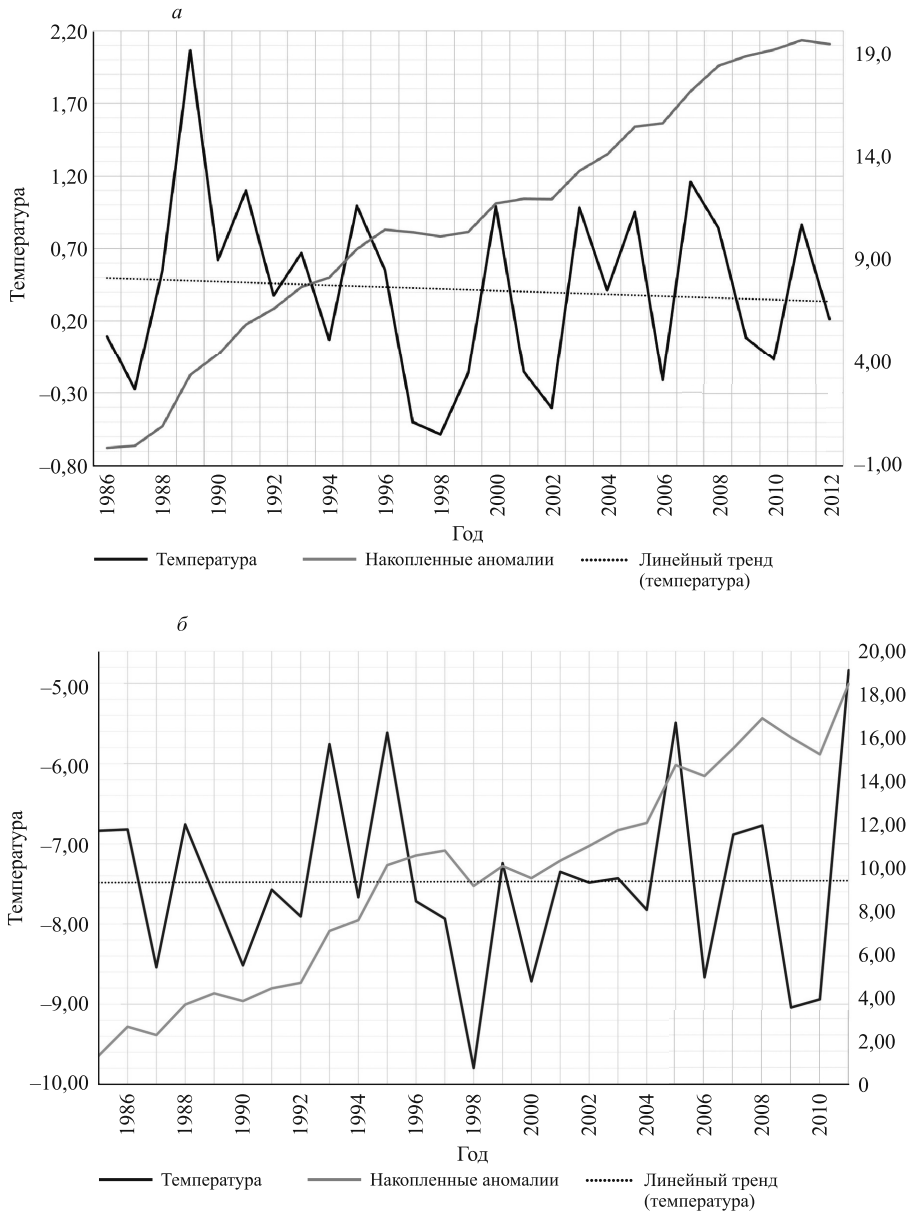 а
2,20
1,70
1,20
0,70
0,20
–0,30
–0,80
Температура
19,0
14,0
9,00
4,00
–1,00
1986 1988 1990 1992 1994 1996 1998 2000 2002 2004 2006 2008 2010 2012
Год
Температура Накопленные аномалии Линейный тренд
(температура)
б
–5,00
–6,00
–7,00
–8,00
–9,00
–10,00
Температура
20,00
18,00
16,00
14,00
12,00
10,00
8,00
6,00
4,00
2,00
0
1986 1988 1990 1992 1994 1996 1998 2000 2002 2004 2006 2008 2010
Год
Температура Накопленные аномалии Линейный тренд
(температура)